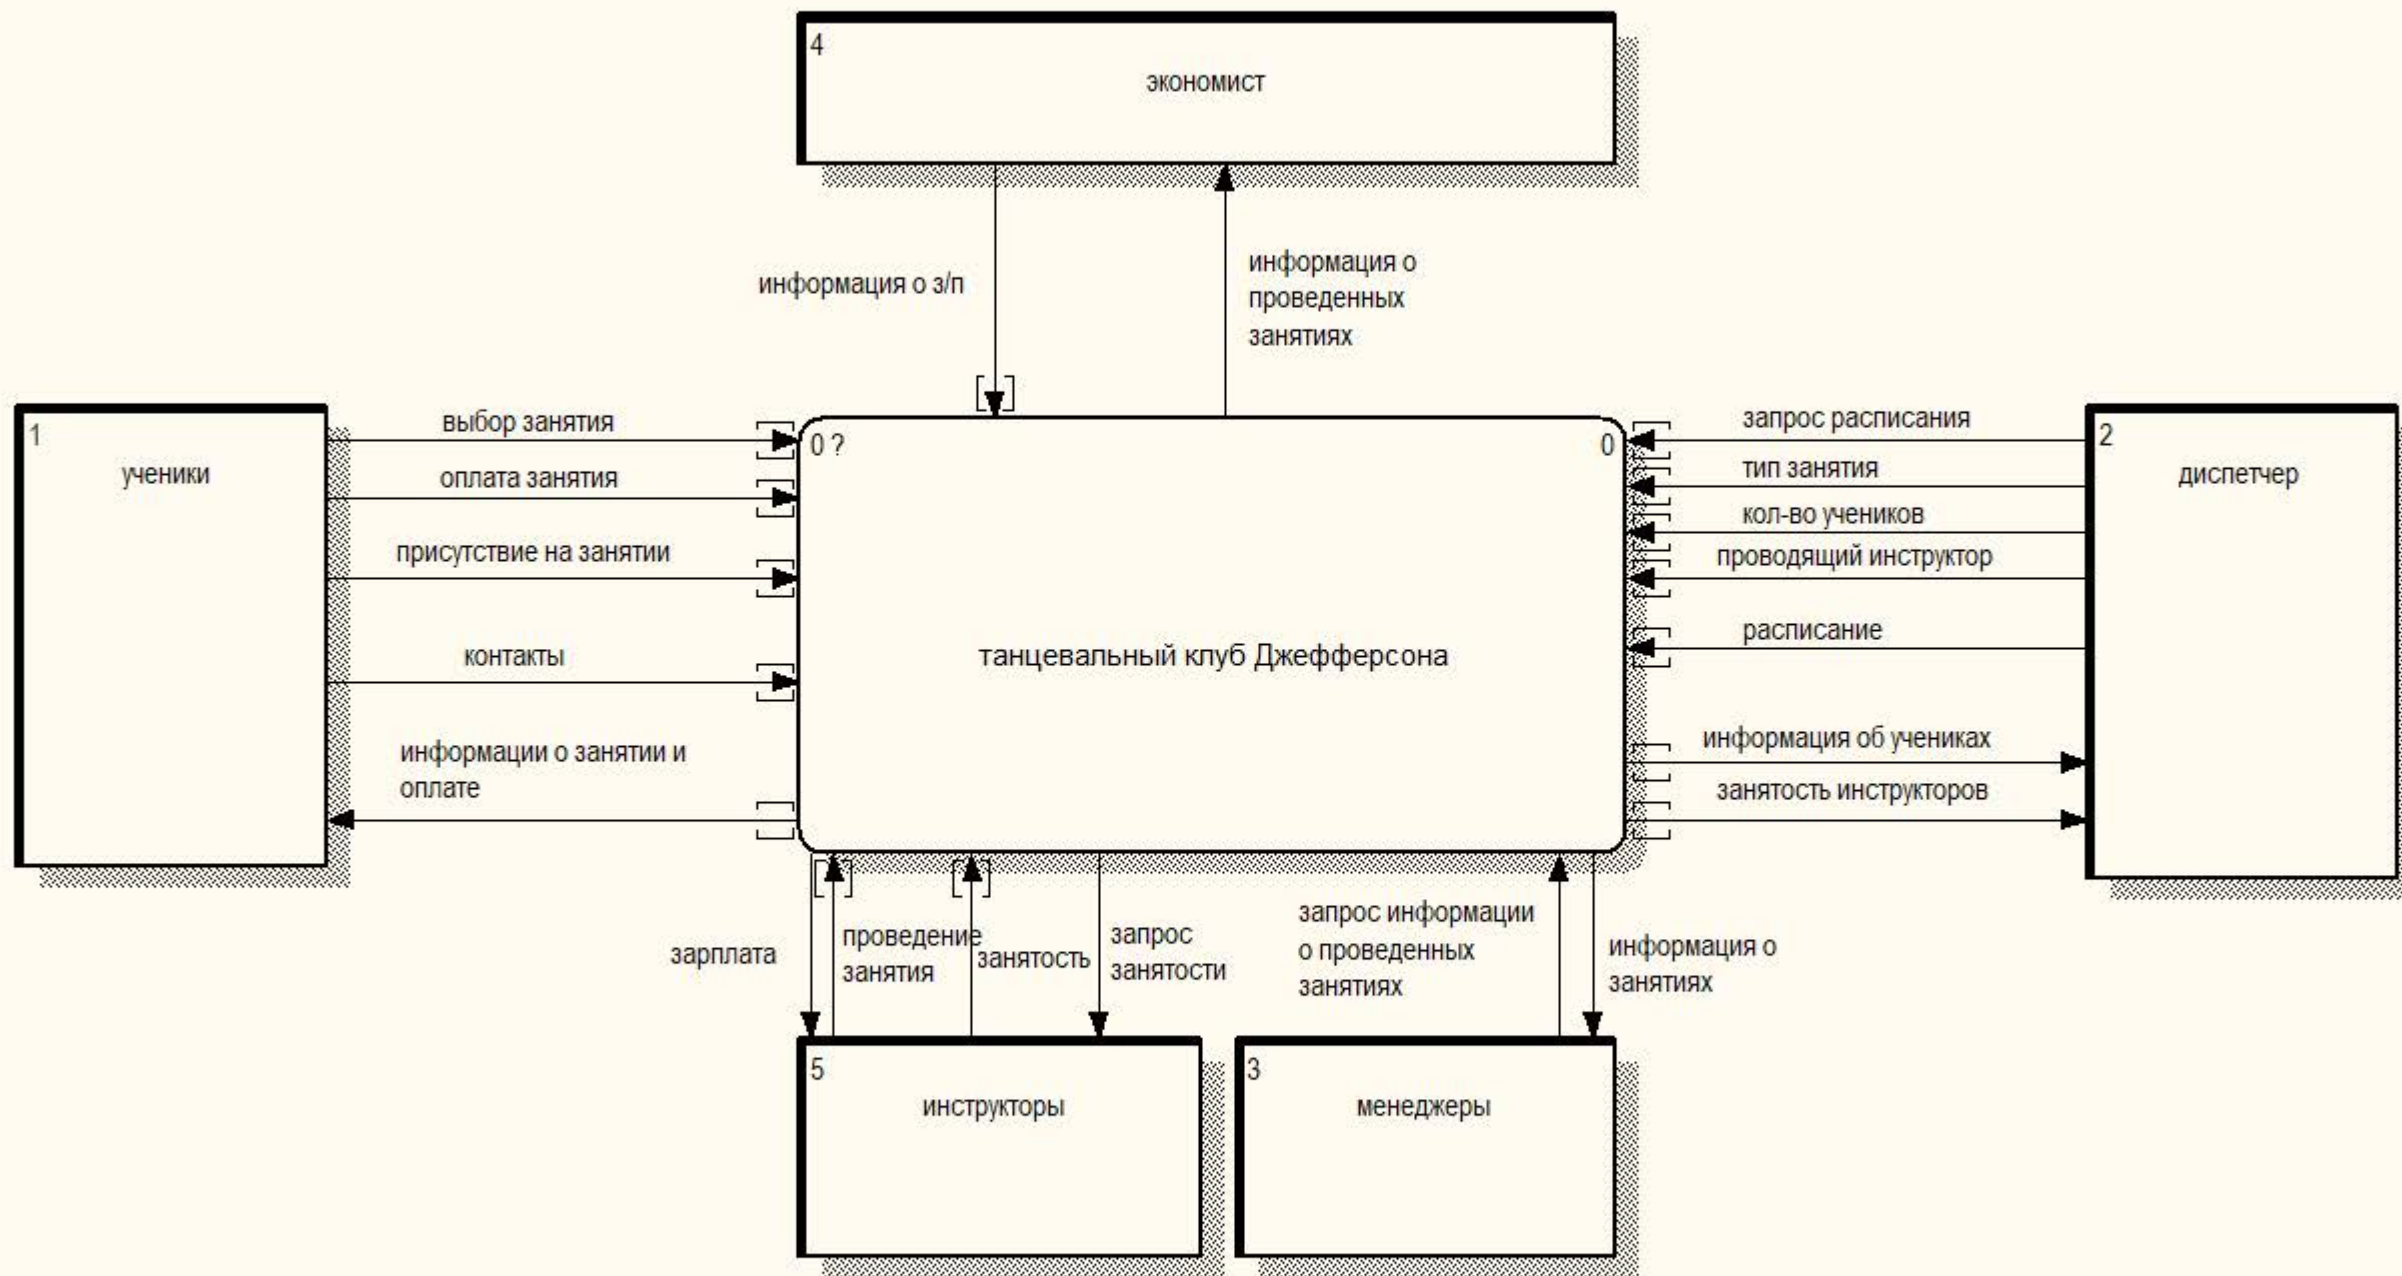 4
экономист
информация о з/п
информация о
проведенных
занятиях
1
ученики
выбор занятия
оплата занятия
присутствие на занятии
контакты
информации о занятии и
оплате
0 ?
0
танцевальный клуб Джефферсона
запрос расписания
тип занятия
кол-во учеников
проводящий инструктор
расписание
информация об учениках
занятость инструкторов
2
диспетчер
зарплата
проведение
занятия
занятость
запрос
занятости
запрос информации
о проведенных
занятиях
информация о
занятиях
5
инструкторы
3
менеджеры